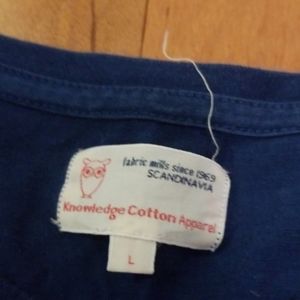 fabric mills since 1969
SCANDINAVIA
Knowledge Cotton Apparel
L